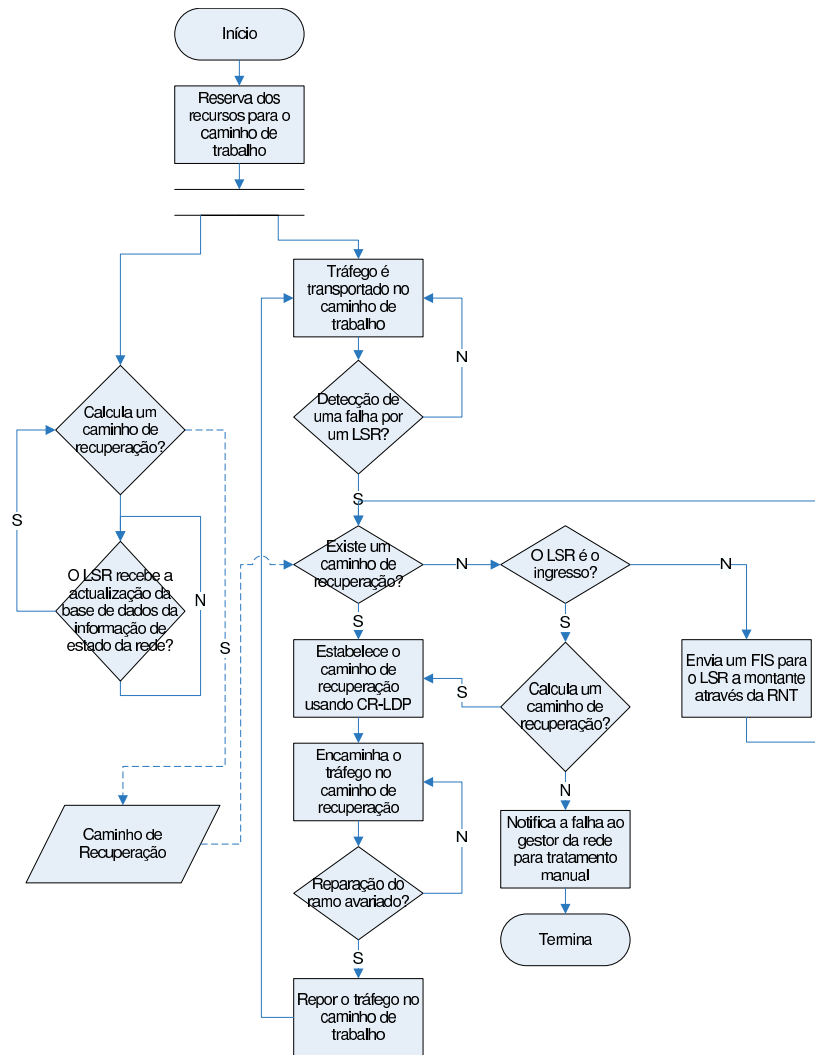 Início
Reserva dos
recursos para o
caminho de
trabalho
Tráfego é
transportado no
caminho de
trabalho
N
Detecção de
uma falha por
um LSR?
Calcula um
caminho de
recuperação?
S
S
Existe um
caminho de
recuperação?
N
O LSR é o
ingresso?
N
O LSR recebe a
actualização da
base de dados da
informação de
estado da rede?
N
S
S
S
Estabelece o
caminho de
recuperação
usando CR-LDP
S
Calcula um
caminho de
recuperação?
Envia um FIS para
o LSR a montante
através da RNT
Encaminha o
tráfego no
caminho de
recuperação
N
N
Caminho de
Recuperação
Notifica a falha ao
gestor da rede
para tratamento
manual
Reparação do
ramo avariado?
Termina
S
Repor o tráfego no
caminho de
trabalho